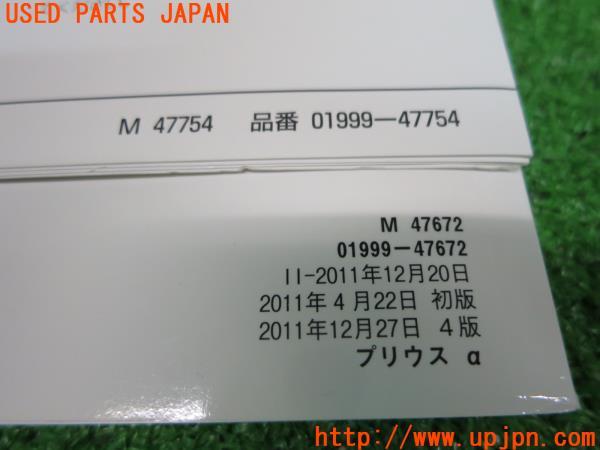 USED PARTS JAPAN
M 47754 品番 01999−47754
M 47672
01999−47672
II-2011年12月20日
2011年 4月22日 初版
2011年12月27日 4版
プリウス α
http://www.upjpn.com/